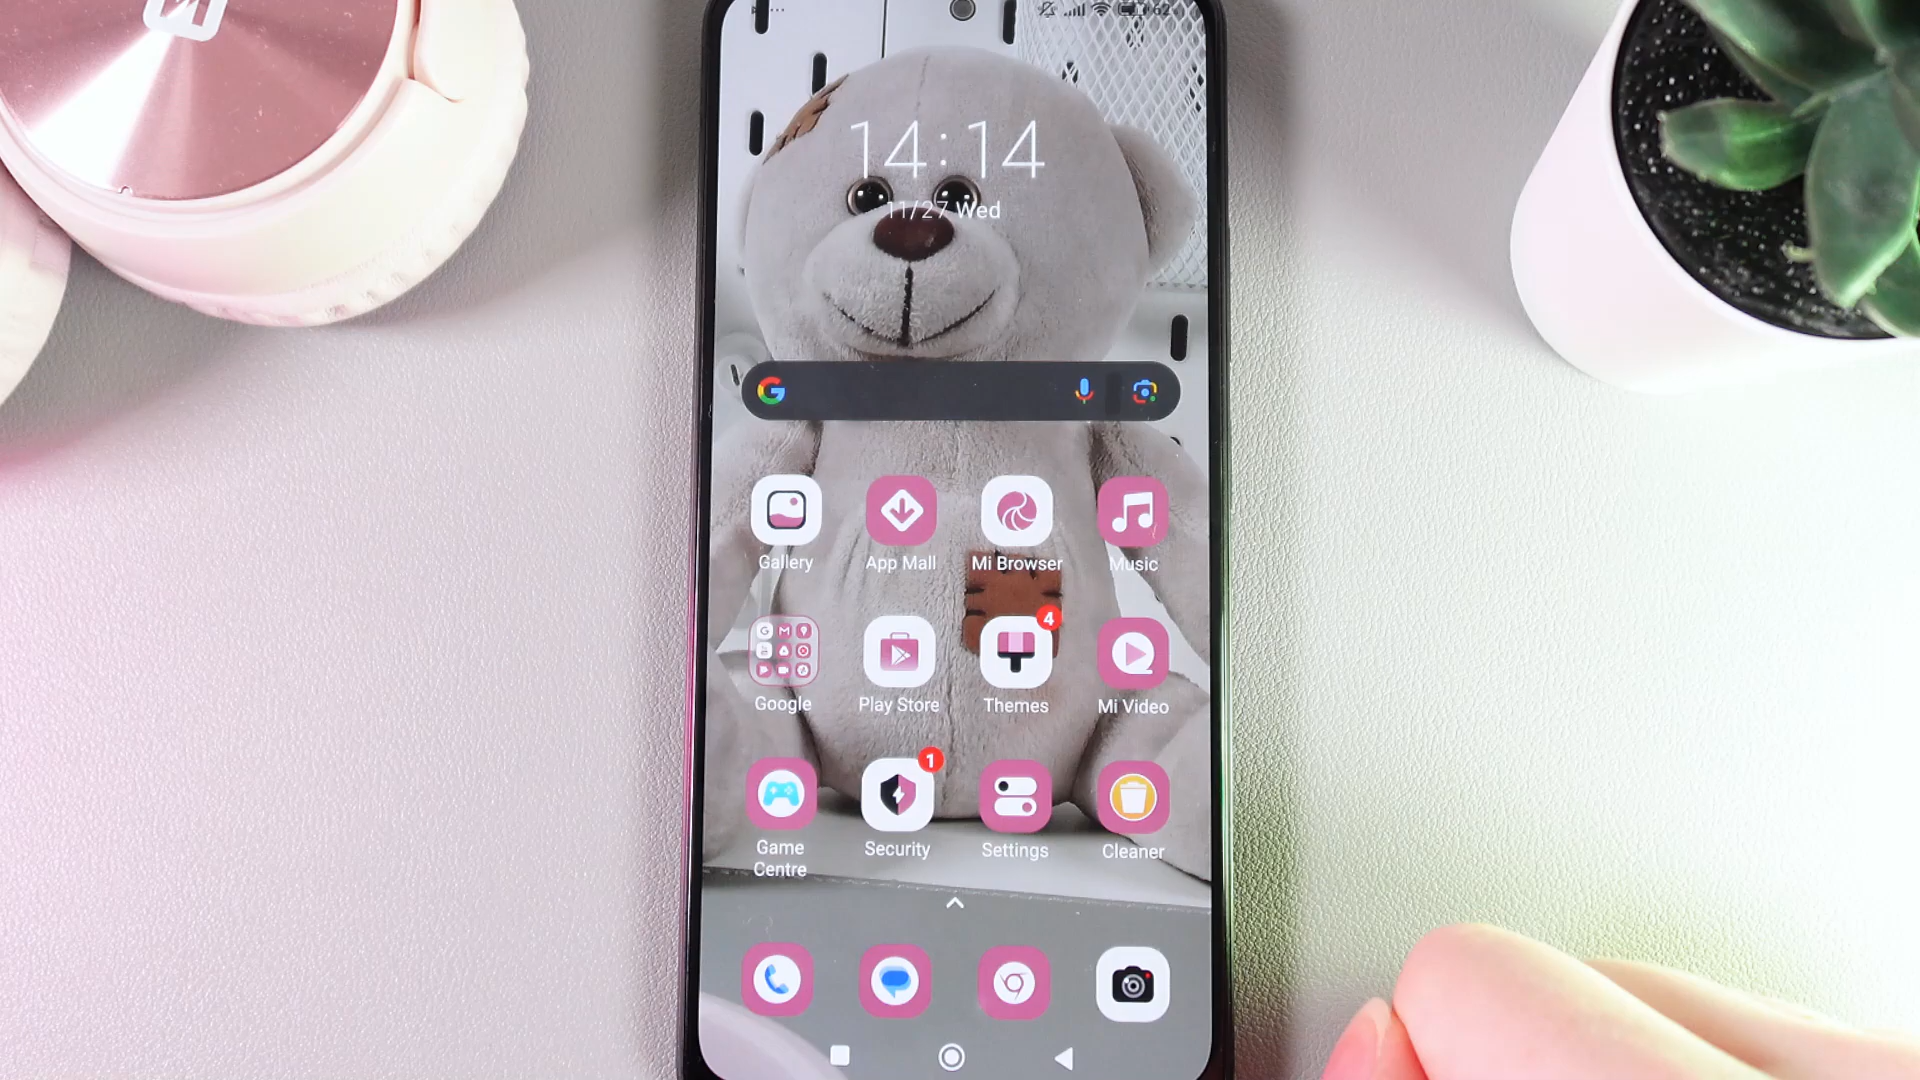 62
14:14
11/27 Wed
Gallery
App Mall
Mi Browser
Music
4
Google
Play Store
Themes
Mi Video
1
Game
Centre
Security
Settings
Cleaner